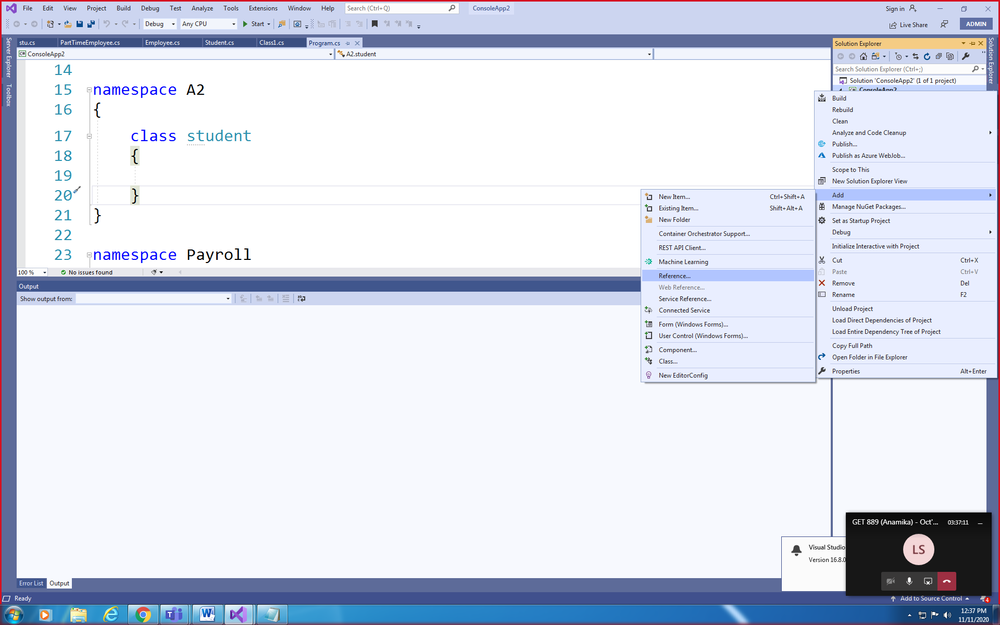 File Edit View Project Build Debug Test Analyze Tools Extensions Window Help Search (Ctrl+Q) ConsoleApp2 Sign in
Debug Any CPU Start Live Share ADMIN
Server Explorer
Toolbox
stu.cs PartTimeEmployee.cs Employee.cs Student.cs Class1.cs Program.cs
C# ConsoleApp2 A2.student
14
15 namespace A2
16 {
17 class student
18 {
19
20 }
21 }
22
23 namespace Payroll
100 % No issues found
Output
Show output from:
Error List Output
Ready
Solution Explorer
Solution Explorer
Search Solution Explorer (Ctrl+;)
Solution 'ConsoleApp2' (1 of 1 project)
C# ConsoleApp2
Build
Rebuild
Clean
Analyze and Code Cleanup
Publish...
Publish as Azure WebJob...
Scope to This
New Solution Explorer View
Add
Manage NuGet Packages...
Set as Startup Project
Debug
Initialize Interactive with Project
Cut Ctrl+X
Paste Ctrl+V
Remove Del
Rename F2
Unload Project
Load Direct Dependencies of Project
Load Entire Dependency Tree of Project
Copy Full Path
Open Folder in File Explorer
Properties Alt+Enter
New Item... Ctrl+Shift+A
Existing Item... Shift+Alt+A
New Folder
Container Orchestrator Support...
REST API Client...
Machine Learning
Reference...
Web Reference...
Service Reference...
Connected Service
Form (Windows Forms)...
User Control (Windows Forms)...
Component...
Class...
New EditorConfig
Visual Studio
Version 16.8.0
GET 889 (Anamika) - Oct'... 03:37:11
LS
Add to Source Control 4
12:37 PM
11/11/2020